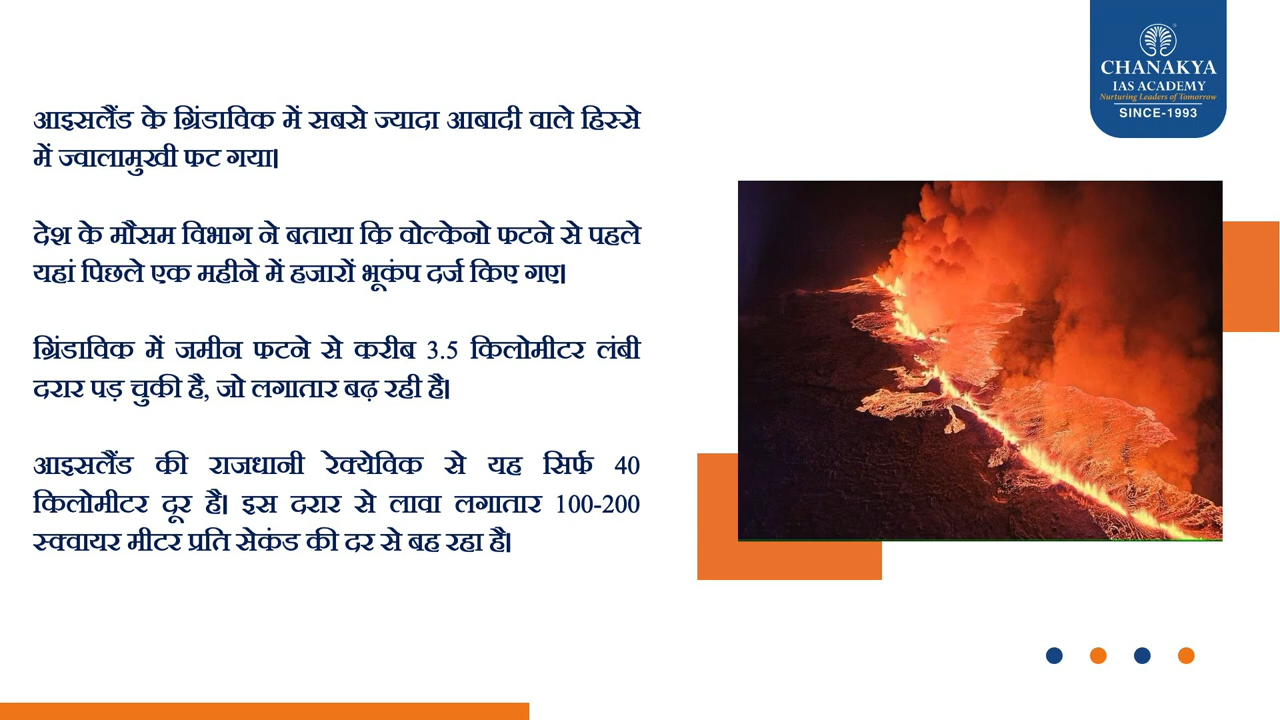 CHANAKYA
IAS ACADEMY
Nurturing Leaders of Tomorrow
SINCE-1993
आइसलैंड के ग्रिंडाविक में सबसे ज्यादा आबादी वाले हिस्से
में ज्वालामुखी फट गया।
देश के मौसम विभाग ने बताया कि वोल्केनो फटने से पहले
यहां पिछले एक महीने में हजारों भूकंप दर्ज किए गए।
ग्रिंडाविक में जमीन फटने से करीब 3.5 किलोमीटर लंबी
दरार पड़ चुकी है, जो लगातार बढ़ रही है।
आइसलैंड की राजधानी रेक्येविक से यह सिर्फ 40
किलोमीटर दूर है। इस दरार से लावा लगातार 100-200
स्क्वायर मीटर प्रति सेकंड की दर से बह रहा है।